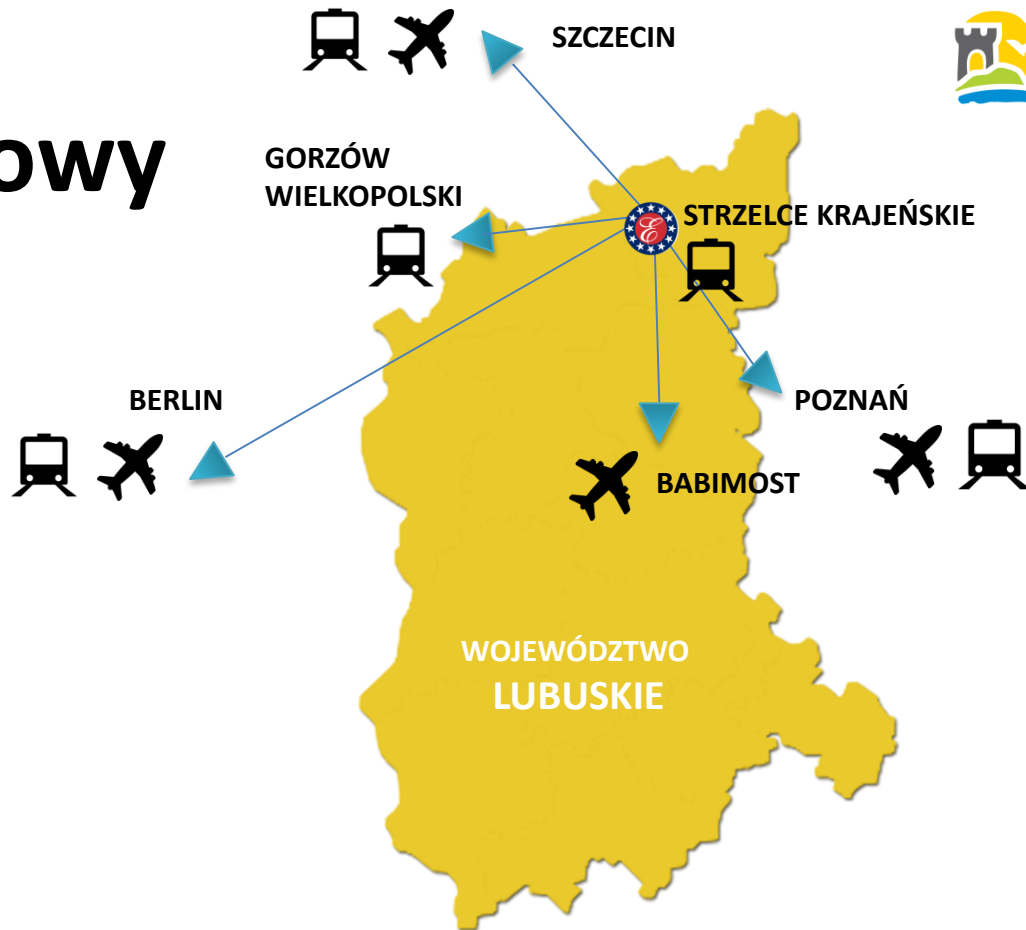 SZCZECIN
owy
GORZÓW
WIELKOPOLSKI
STRZELCE KRAJEŃSKIE
BERLIN
POZNAŃ
BABIMOST
WOJEWÓDZTWO
LUBUSKIE